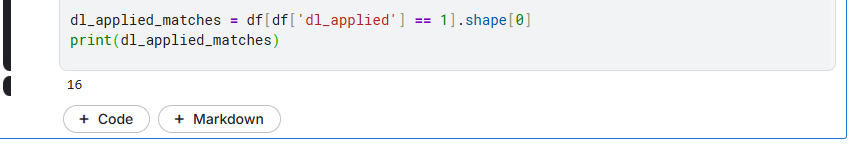 dl_applied_matches = df[df['dl_applied'] == 1].shape[0]
print(dl_applied_matches)
16
+ Code + Markdown